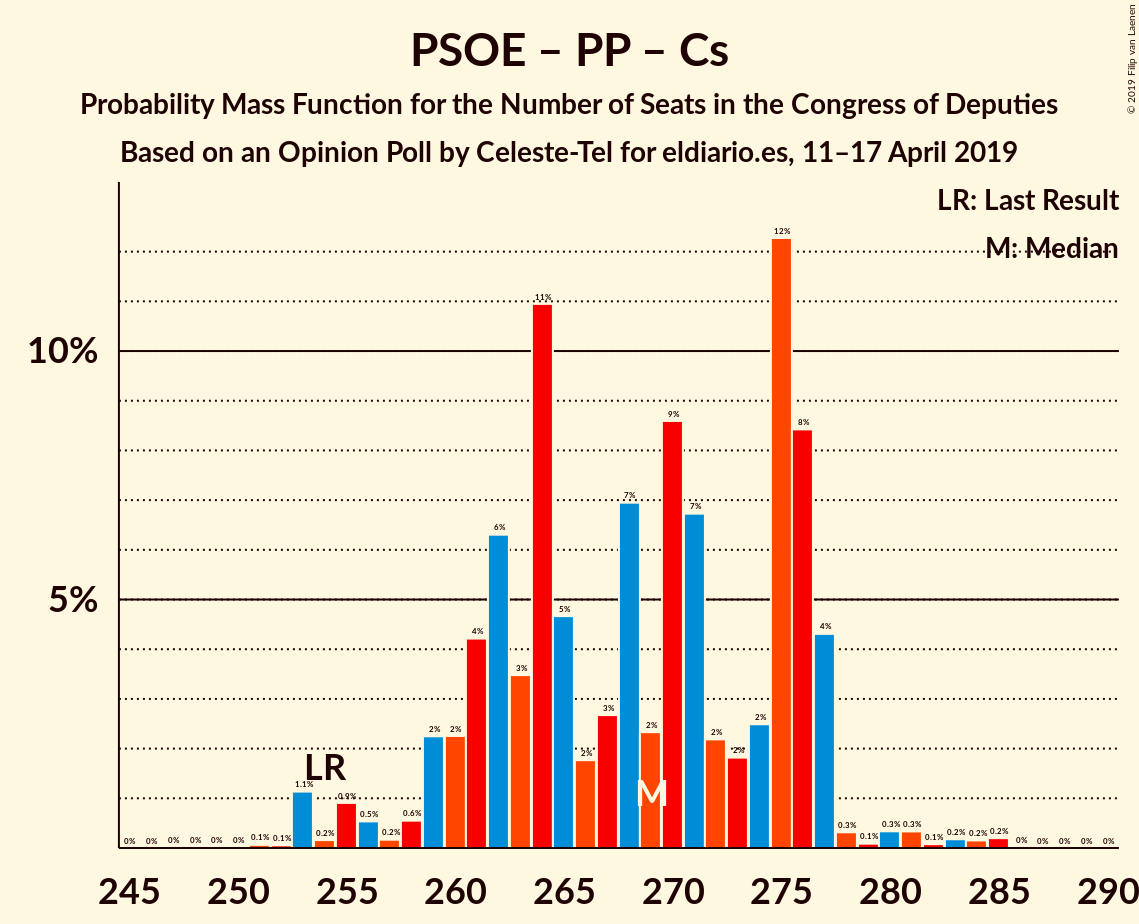 © 2019 Filip van Laenen
PSOE – PP – Cs
Probability Mass Function for the Number of Seats in the Congress of Deputies
Based on an Opinion Poll by Celeste-Tel for eldiario.es, 11–17 April 2019
LR: Last Result
M: Median
10%
5%
0% 0% 0% 0% 0% 0% 0.1% 0.1% 1.1% 0.2% 0.9% 0.5% 0.2% 0.6% 2% 2% 4% 6% 3% 11% 5% 2% 3% 7% 2% 9% 7% 2% 2% 2% 12% 8% 4% 0.3% 0.1% 0.3% 0.3% 0.1% 0.2% 0.2% 0.2% 0% 0% 0% 0% 0%
LR
M
245 250 255 260 265 270 275 280 285 290